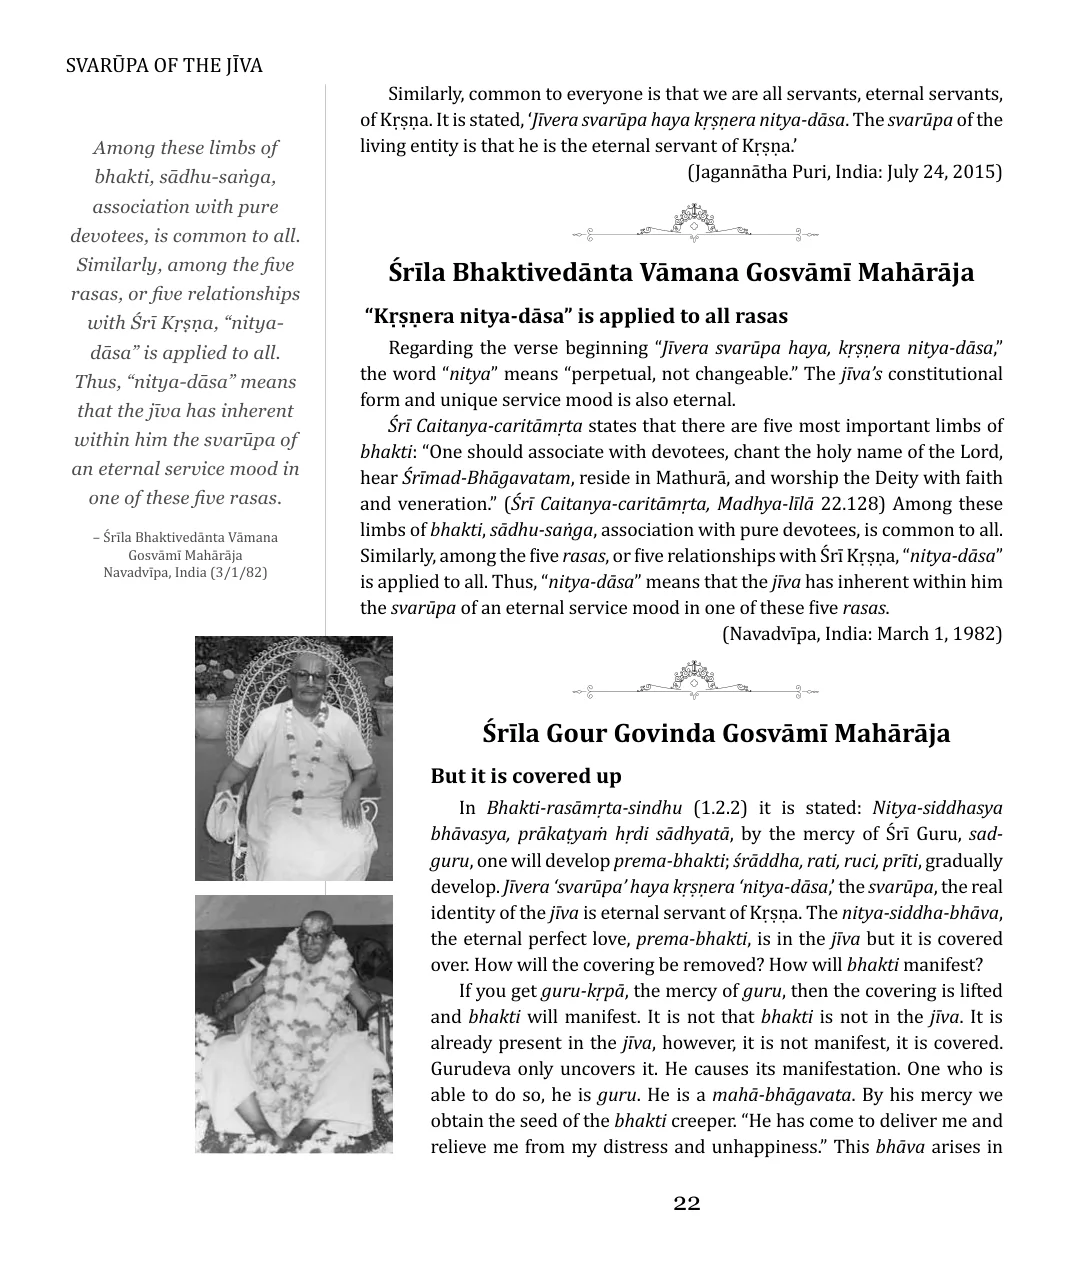 SVARŪPA OF THE JĪVA
Among these limbs of
bhakti, sādhu-saṅga,
association with pure
devotees, is common to all.
Similarly, among the five
rasas, or five relationships
with Śrī Kṛṣṇa, “nitya-
dāsa” is applied to all.
Thus, “nitya-dāsa” means
that the jīva has inherent
within him the svarūpa of
an eternal service mood in
one of these five rasas.
– Śrīla Bhaktivedānta Vāmana
Gosvāmī Mahārāja
Navadvīpa, India (3/1/82)
Similarly, common to everyone is that we are all servants, eternal servants,
of Kṛṣṇa. It is stated, ‘Jīvera svarūpa haya kṛṣṇera nitya-dāsa. The svarūpa of the
living entity is that he is the eternal servant of Kṛṣṇa.’
(Jagannātha Puri, India: July 24, 2015)
Śrīla Bhaktivedānta Vāmana Gosvāmī Mahārāja
“Kṛṣṇera nitya-dāsa” is applied to all rasas
Regarding the verse beginning “Jīvera svarūpa haya, kṛṣṇera nitya-dāsa,”
the word “nitya” means “perpetual, not changeable.” The jīva’s constitutional
form and unique service mood is also eternal.
Śrī Caitanya-caritāmṛta states that there are five most important limbs of
bhakti: “One should associate with devotees, chant the holy name of the Lord,
hear Śrīmad-Bhāgavatam, reside in Mathurā, and worship the Deity with faith
and veneration.” (Śrī Caitanya-caritāmṛta, Madhya-līlā 22.128) Among these
limbs of bhakti, sādhu-saṅga, association with pure devotees, is common to all.
Similarly, among the five rasas, or five relationships with Śrī Kṛṣṇa, “nitya-dāsa”
is applied to all. Thus, “nitya-dāsa” means that the jīva has inherent within him
the svarūpa of an eternal service mood in one of these five rasas.
(Navadvīpa, India: March 1, 1982)
Śrīla Gour Govinda Gosvāmī Mahārāja
But it is covered up
In Bhakti-rasāmṛta-sindhu (1.2.2) it is stated: Nitya-siddhasya
bhāvasya, prākaṭyaṁ hṛdi sādhyatā, by the mercy of Śrī Guru, sad-
guru, one will develop prema-bhakti; śrāddha, rati, ruci, prīti, gradually
develop. Jīvera ‘svarūpa’ haya kṛṣṇera ‘nitya-dāsa,’ the svarūpa, the real
identity of the jīva is eternal servant of Kṛṣṇa. The nitya-siddha-bhāva,
the eternal perfect love, prema-bhakti, is in the jīva but it is covered
over. How will the covering be removed? How will bhakti manifest?
If you get guru-kṛpā, the mercy of guru, then the covering is lifted
and bhakti will manifest. It is not that bhakti is not in the jīva. It is
already present in the jīva, however, it is not manifest, it is covered.
Gurudeva only uncovers it. He causes its manifestation. One who is
able to do so, he is guru. He is a mahā-bhāgavata. By his mercy we
obtain the seed of the bhakti creeper. “He has come to deliver me and
relieve me from my distress and unhappiness.” This bhāva arises in
22